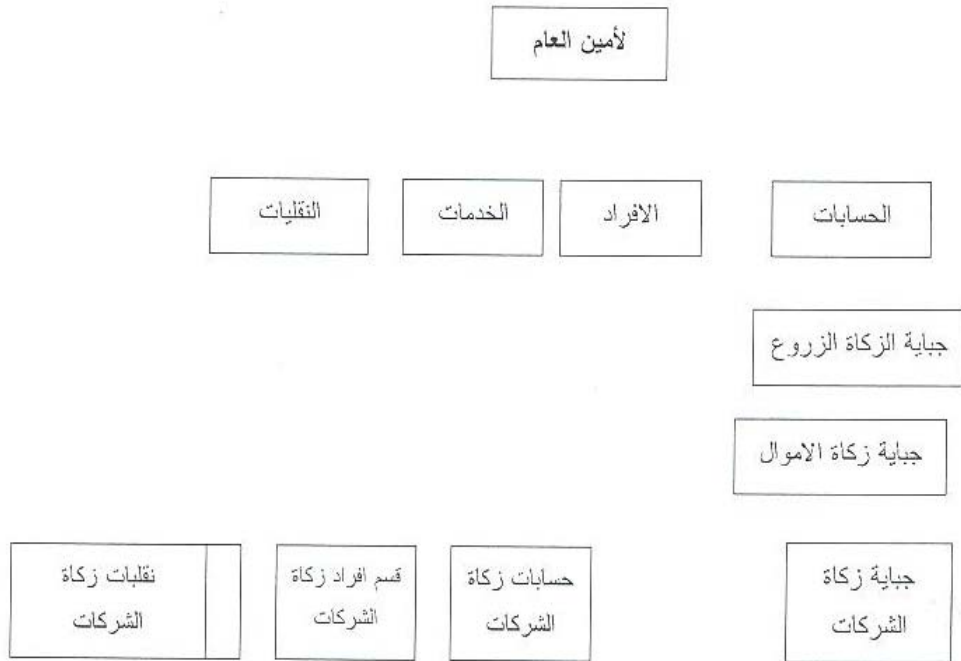 لأمين العام
الحسابات
الافراد
الخدمات
النقليات
جباية الزكاة الزروع
جباية زكاة الاموال
جباية زكاة
الشركات
حسابات زكاة
الشركات
قسم افراد زكاة
الشركات
نقلبات زكاة
الشركات